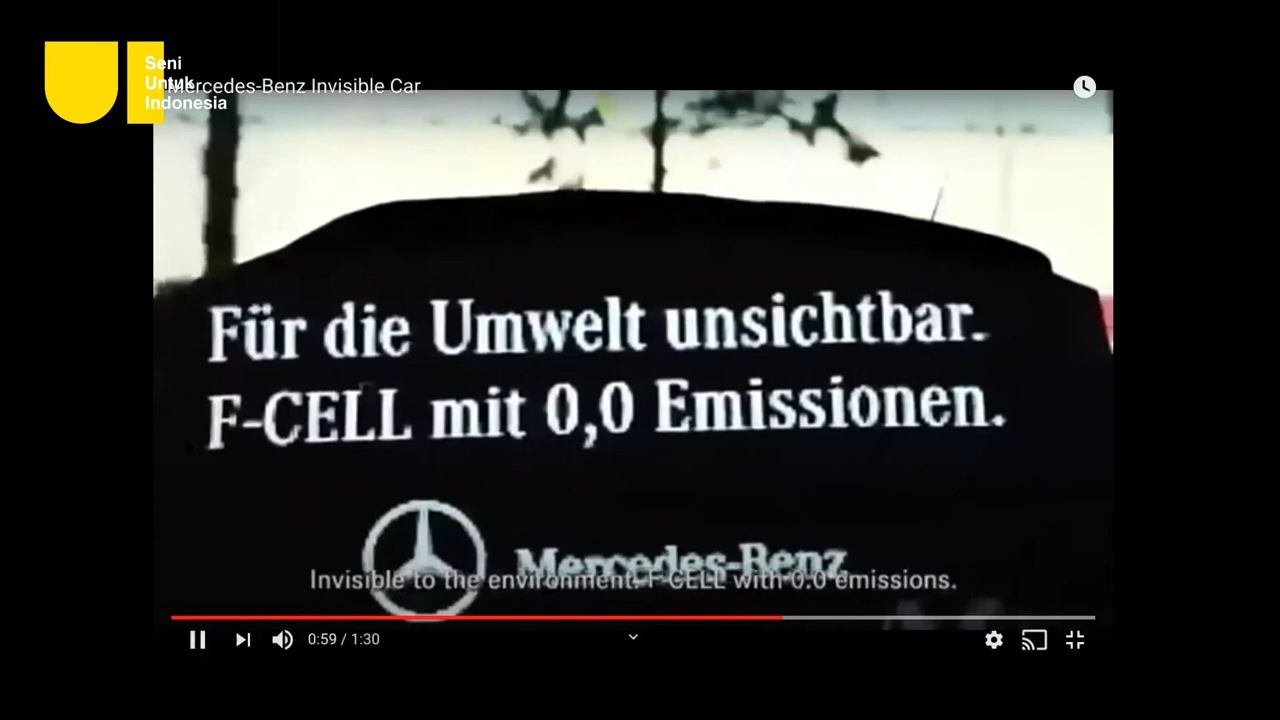 Seni
Untuk
Indonesia
Mercedes-Benz Invisible Car
Für die Umwelt unsichtbar.
F-CELL mit 0,0 Emissionen.
Mercedes-Benz
Invisible to the environment. F-CELL with 0.0 emissions.
0:59 / 1:30